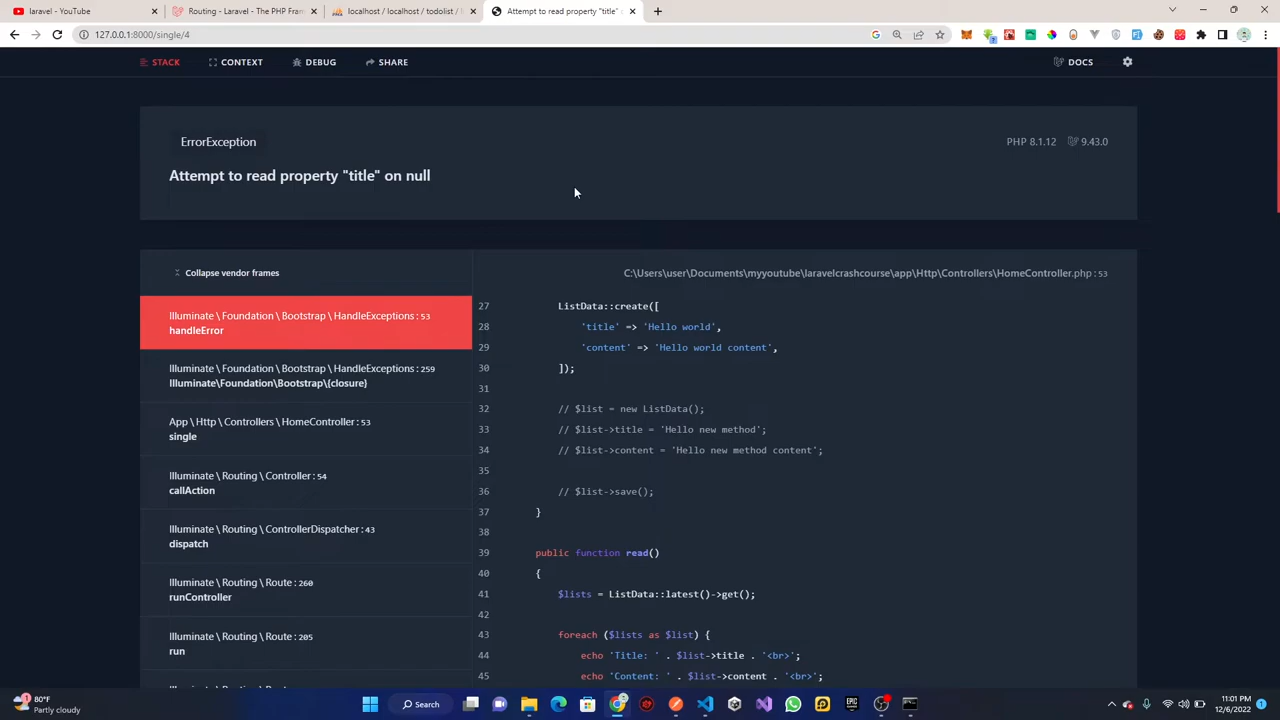 laravel - YouTube
Routing - Laravel - The PHP Fram
localhost / localhost / todolist / l
Attempt to read property "title" o
127.0.0.1:8000/single/4
STACK
CONTEXT
DEBUG
SHARE
DOCS
ErrorException
PHP 8.1.12
9.43.0
Attempt to read property "title" on null
Collapse vendor frames
C:\Users\user\Documents\myyoutube\laravelcrashcourse\app\Http\Controllers\HomeController.php : 53
Illuminate \ Foundation \ Bootstrap \ HandleExceptions : 53
handleError
Illuminate \ Foundation \ Bootstrap \ HandleExceptions : 259
Illuminate\Foundation\Bootstrap\{closure}
App \ Http \ Controllers \ HomeController : 53
single
Illuminate \ Routing \ Controller : 54
callAction
Illuminate \ Routing \ ControllerDispatcher : 43
dispatch
Illuminate \ Routing \ Route : 260
runController
Illuminate \ Routing \ Route : 205
run
27 ListData::create([
28 'title' => 'Hello world',
29 'content' => 'Hello world content',
30 ]);
31
32 // $list = new ListData();
33 // $list->title = 'Hello new method';
34 // $list->content = 'Hello new method content';
35
36 // $list->save();
37 }
38
39 public function read()
40 {
41 $lists = ListData::latest()->get();
42
43 foreach ($lists as $list) {
44 echo 'Title: ' . $list->title . '<br>';
45 echo 'Content: ' . $list->content . '<br>';
80°F
Partly cloudy
Search
11:01 PM
12/6/2022